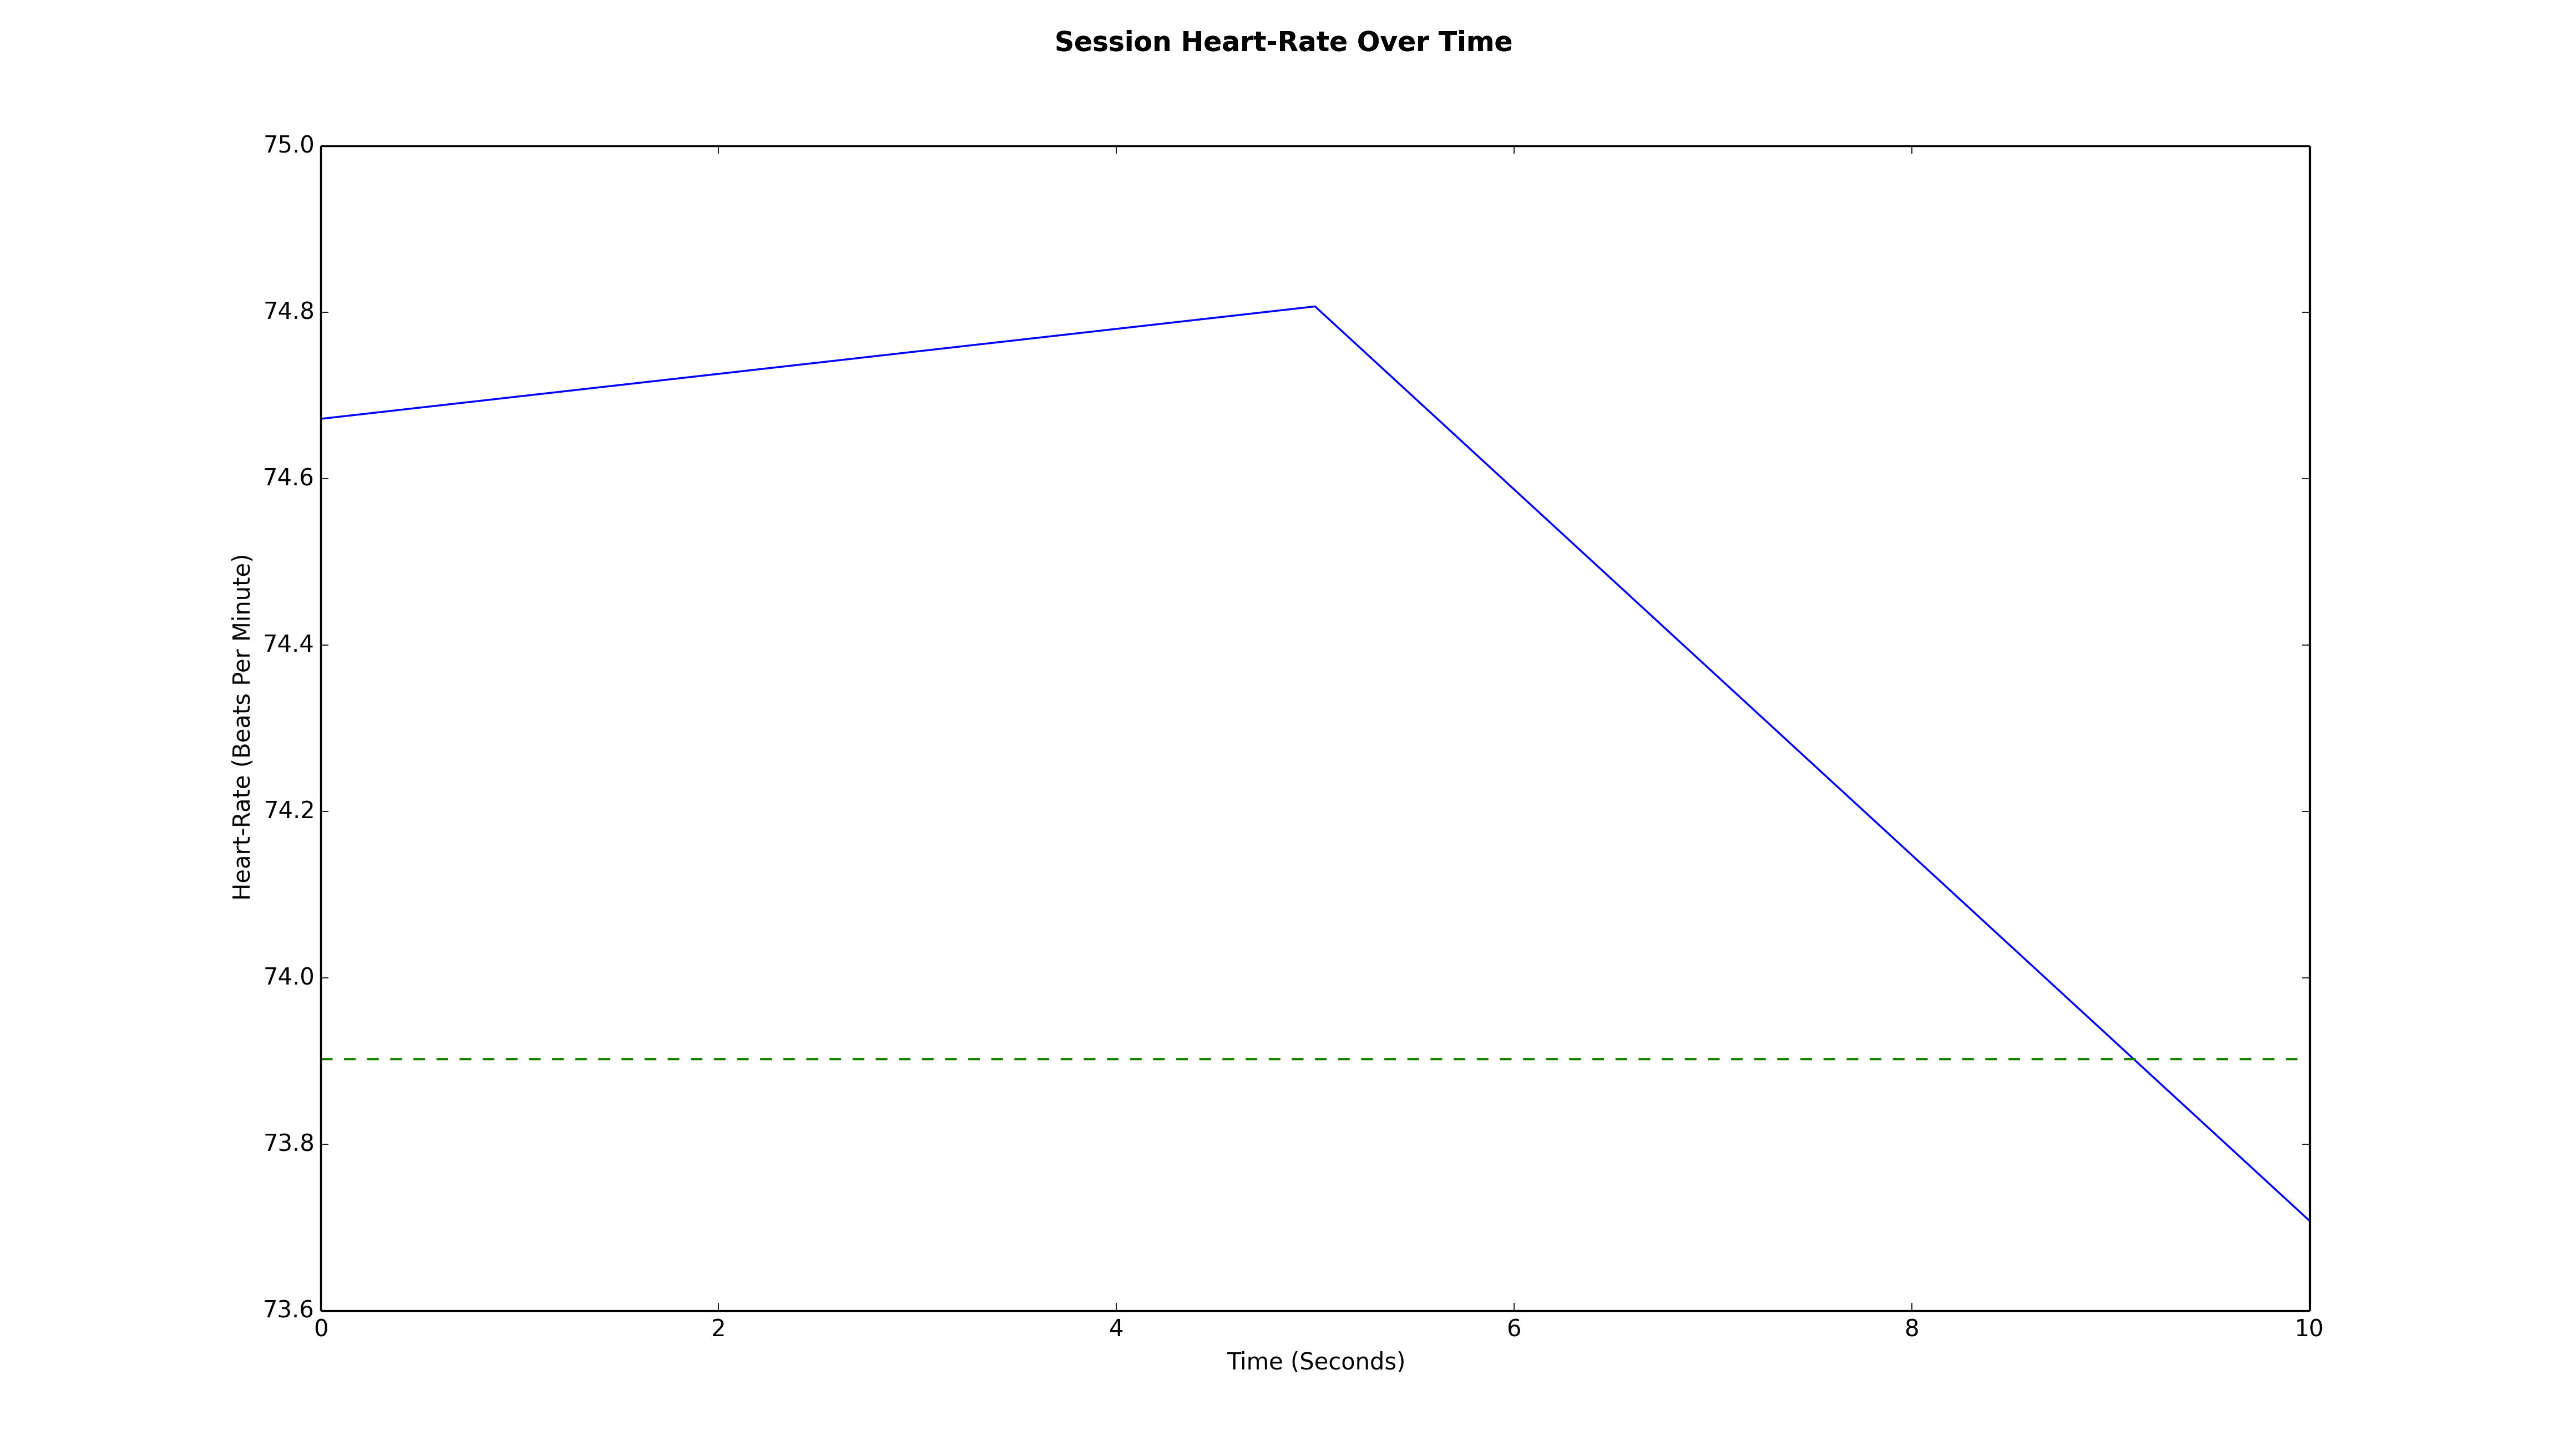 Session Heart-Rate Over Time
75.0
74.8
74.6
74.4
74.2
74.0
73.8
73.6
Heart-Rate (Beats Per Minute)
0 2 4 6 8 10
Time (Seconds)